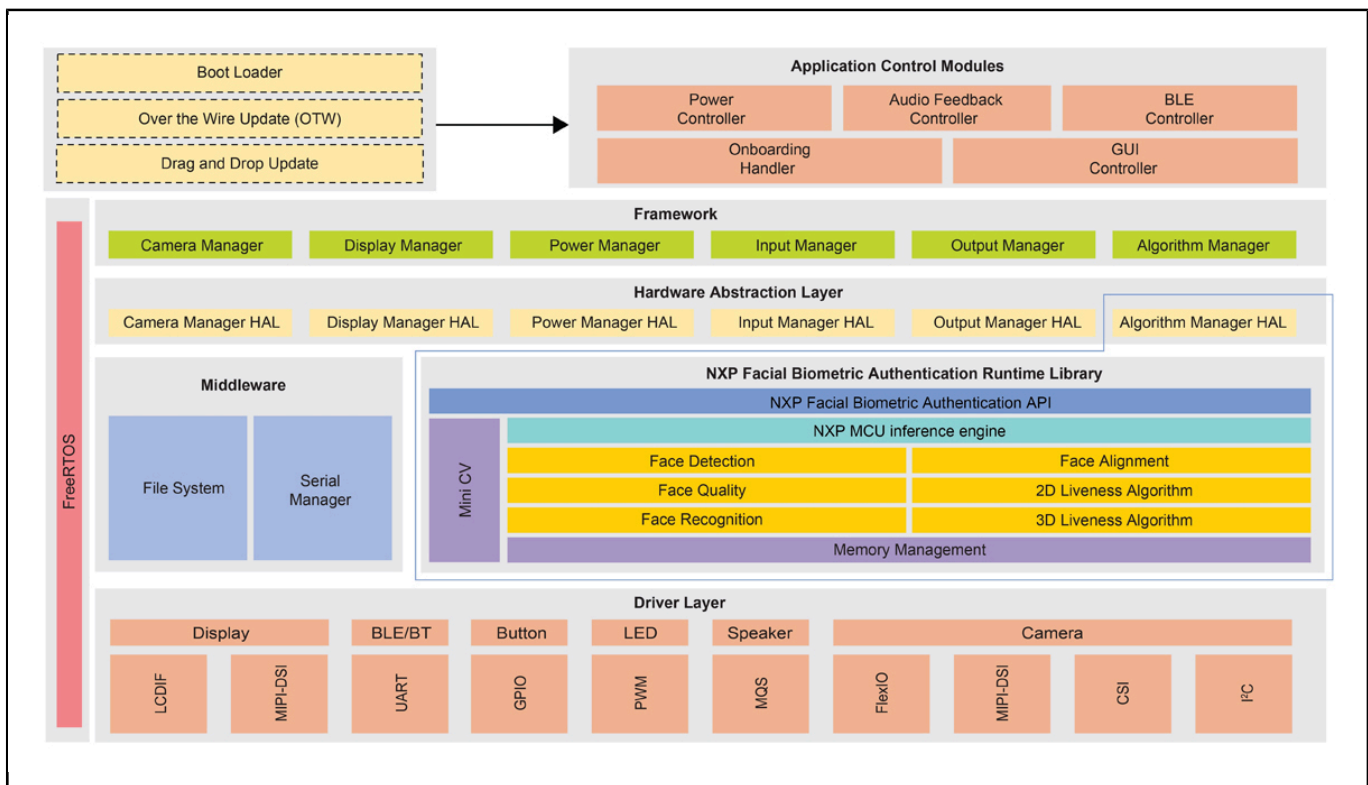 Boot Loader
Over the Wire Update (OTW)
Drag and Drop Update
Application Control Modules
Power
Controller
Audio Feedback
Controller
BLE
Controller
Onboarding
Handler
GUI
Controller
FreeRTOS
Framework
Camera Manager
Display Manager
Power Manager
Input Manager
Output Manager
Algorithm Manager
Hardware Abstraction Layer
Camera Manager HAL
Display Manager HAL
Power Manager HAL
Input Manager HAL
Output Manager HAL
Algorithm Manager HAL
Middleware
File System
Serial
Manager
NXP Facial Biometric Authentication Runtime Library
NXP Facial Biometric Authentication API
Mini CV
NXP MCU inference engine
Face Detection
Face Alignment
Face Quality
2D Liveness Algorithm
Face Recognition
3D Liveness Algorithm
Memory Management
Driver Layer
Display
BLE/BT
Button
LED
Speaker
Camera
LCDIF
MIPI-DSI
UART
GPIO
PWM
MQS
FlexIO
MIPI-DSI
CSI
I²C